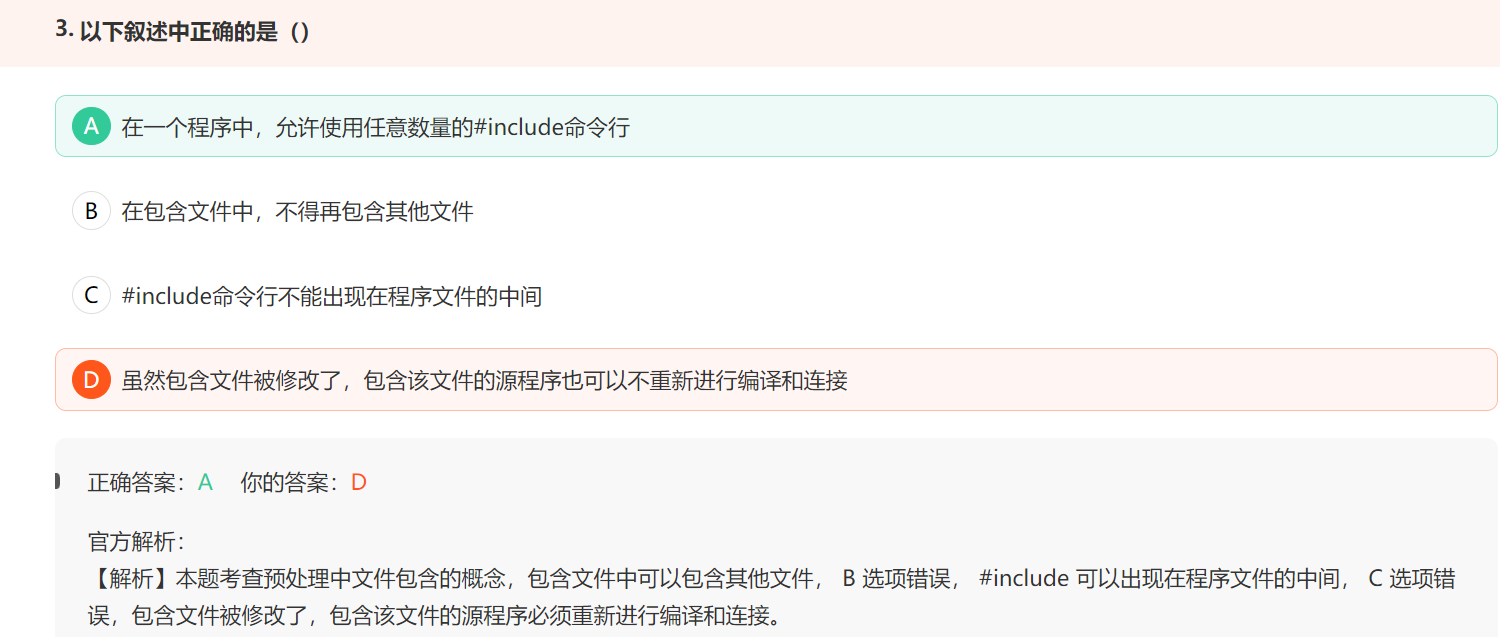 3. 以下叙述中正确的是（）
A 在一个程序中，允许使用任意数量的#include命令行
B 在包含文件中，不得再包含其他文件
C #include命令行不能出现在程序文件的中间
D 虽然包含文件被修改了，包含该文件的源程序也可以不重新进行编译和连接
正确答案：A 你的答案：D
官方解析：
【解析】本题考查预处理中文件包含的概念，包含文件中可以包含其他文件， B 选项错误， #include 可以出现在程序文件的中间， C 选项错
误，包含文件被修改了，包含该文件的源程序必须重新进行编译和连接。